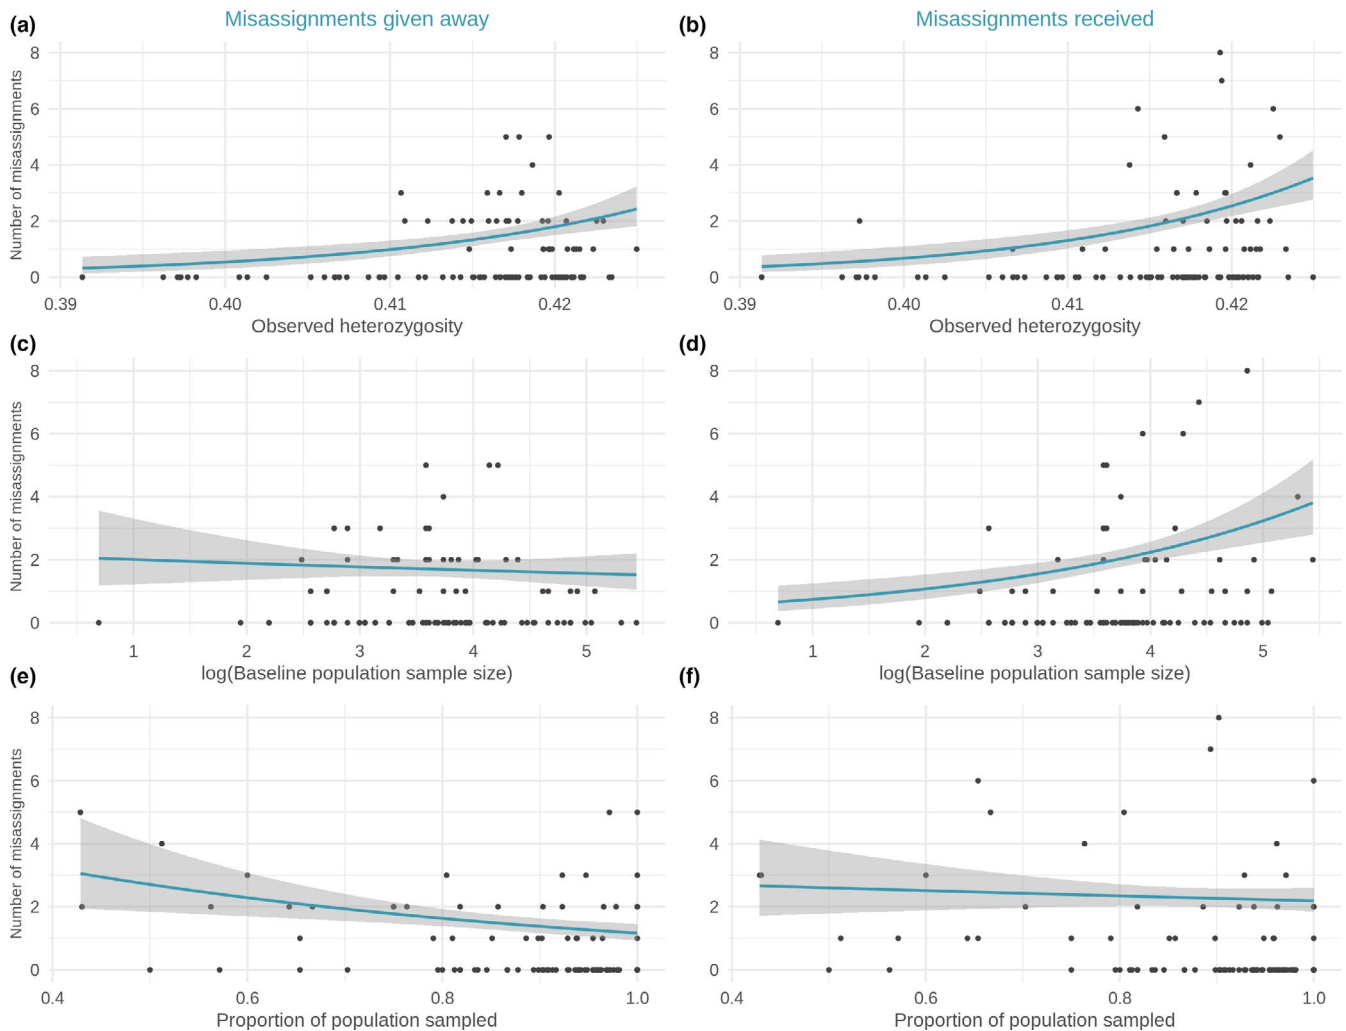 (a) Misassignments given away
Number of misassignments
8
6
4
2
0
0.39 0.40 0.41 0.42
Observed heterozygosity
(b) Misassignments received
8
6
4
2
0
0.39 0.40 0.41 0.42
Observed heterozygosity
(c)
Number of misassignments
8
6
4
2
0
1 2 3 4 5
log(Baseline population sample size)
(d)
8
6
4
2
0
1 2 3 4 5
log(Baseline population sample size)
(e)
Number of misassignments
8
6
4
2
0
0.4 0.6 0.8 1.0
Proportion of population sampled
(f)
8
6
4
2
0
0.4 0.6 0.8 1.0
Proportion of population sampled